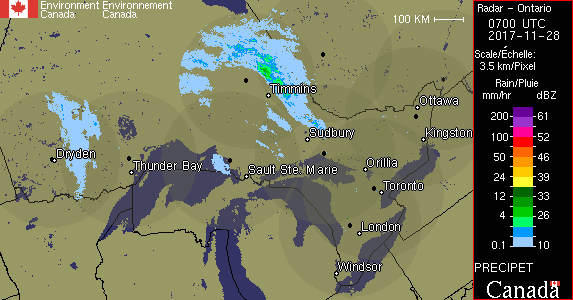 Environment Environnement
Canada Canada
100 KM
Timmins
Ottawa
Sudbury
Kingston
Dryden
Thunder Bay
Sault Ste. Marie
Orillia
Toronto
London
Windsor
Radar - Ontario
0700 UTC
2017-11-28
Scale/Échelle:
3.5 km/Pixel
Rain/Pluie
mm/hr dBZ
200 61
100 52
50 46
24 39
12 33
4 26
0.1 10
PRECIPET
Canada